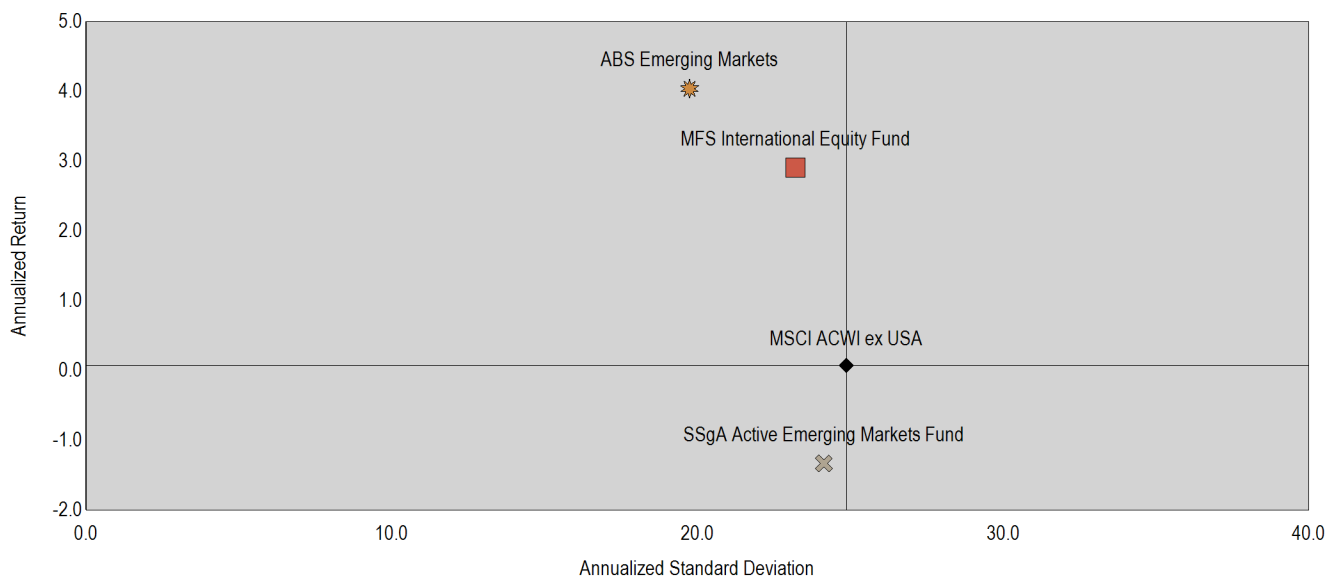 5.0
ABS Emerging Markets
4.0
MFS International Equity Fund
3.0
2.0
Annualized Return
1.0
MSCI ACWI ex USA
0.0
SSgA Active Emerging Markets Fund
-1.0
-2.0
0.0 10.0 20.0 30.0 40.0
Annualized Standard Deviation